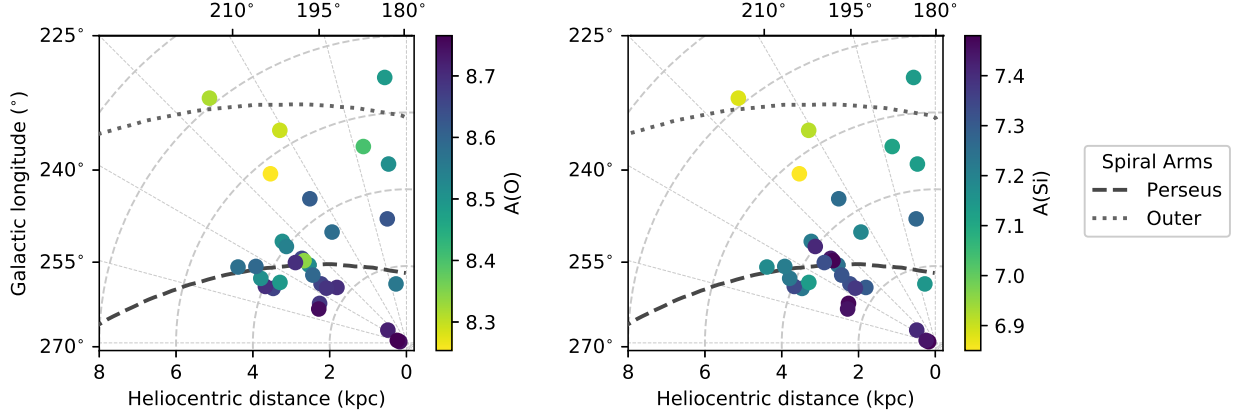 210° 195° 180°
225°
240°
255°
270°
8 6 4 2 0
Galactic longitude (°)
Heliocentric distance (kpc)
8.7
8.6
8.5
8.4
8.3
A(O)
210° 195° 180°
225°
240°
255°
270°
8 6 4 2 0
Heliocentric distance (kpc)
7.4
7.3
7.2
7.1
7.0
6.9
A(Si)
Spiral Arms
Perseus
Outer